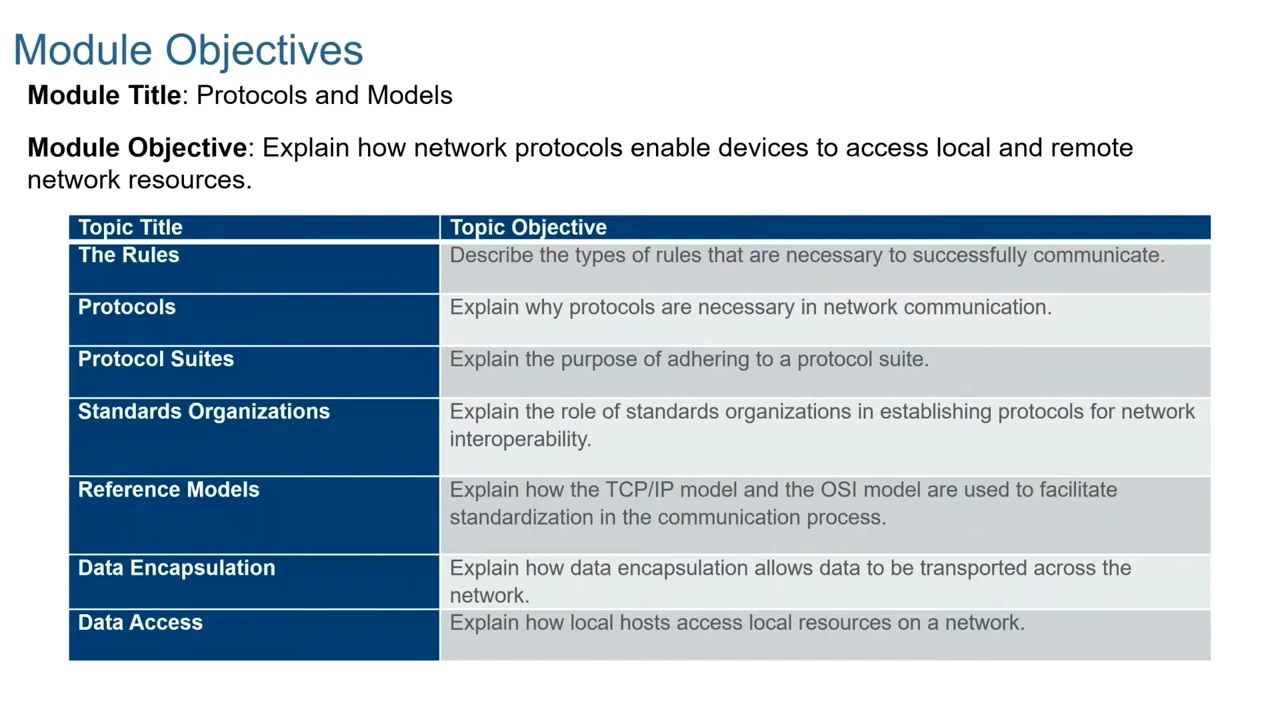 Module Objectives
Module Title: Protocols and Models
Module Objective: Explain how network protocols enable devices to access local and remote
network resources.
Topic Title
Topic Objective
The Rules
Describe the types of rules that are necessary to successfully communicate.
Protocols
Explain why protocols are necessary in network communication.
Protocol Suites
Explain the purpose of adhering to a protocol suite.
Standards Organizations
Explain the role of standards organizations in establishing protocols for network
interoperability.
Reference Models
Explain how the TCP/IP model and the OSI model are used to facilitate
standardization in the communication process.
Data Encapsulation
Explain how data encapsulation allows data to be transported across the
network.
Data Access
Explain how local hosts access local resources on a network.